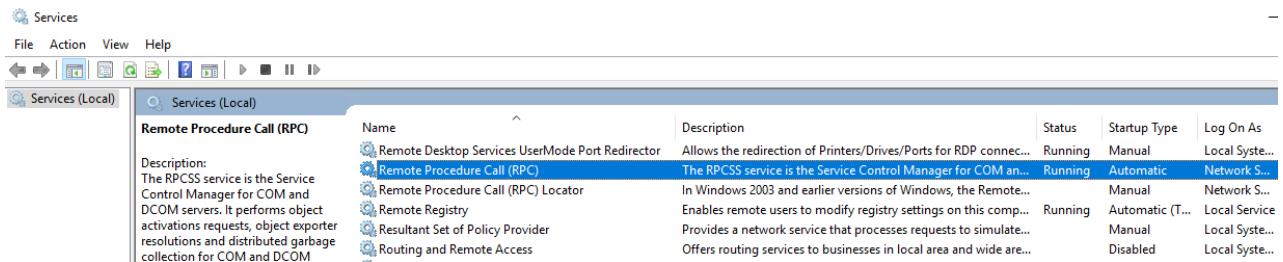 Services
File Action View Help
Services (Local)
Services (Local)
Remote Procedure Call (RPC)
Description:
The RPCSS service is the Service
Control Manager for COM and
DCOM servers. It performs object
activations requests, object exporter
resolutions and distributed garbage
collection for COM and DCOM
Name Description Status Startup Type Log On As
Remote Desktop Services UserMode Port Redirector Allows the redirection of Printers/Drives/Ports for RDP connec... Running Manual Local Syste...
Remote Procedure Call (RPC) The RPCSS service is the Service Control Manager for COM an... Running Automatic Network S...
Remote Procedure Call (RPC) Locator In Windows 2003 and earlier versions of Windows, the Remote... Manual Network S...
Remote Registry Enables remote users to modify registry settings on this comp... Running Automatic (T... Local Service
Resultant Set of Policy Provider Provides a network service that processes requests to simulate... Manual Local Syste...
Routing and Remote Access Offers routing services to businesses in local area and wide are... Disabled Local Syste...